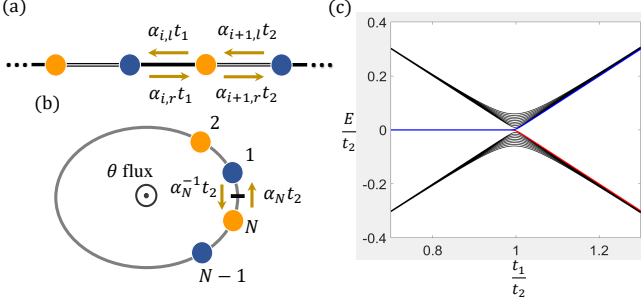 (a)
α_{i,l}t_1 α_{i+1,l}t_2
α_{i,r}t_1 α_{i+1,r}t_2
(b)
2
1
θ flux
α_N^{-1}t_2 α_N t_2
N
N − 1
(c)
0.4
0.2
E/t_2
0
-0.2
-0.4
0.8 1 1.2
t_1/t_2